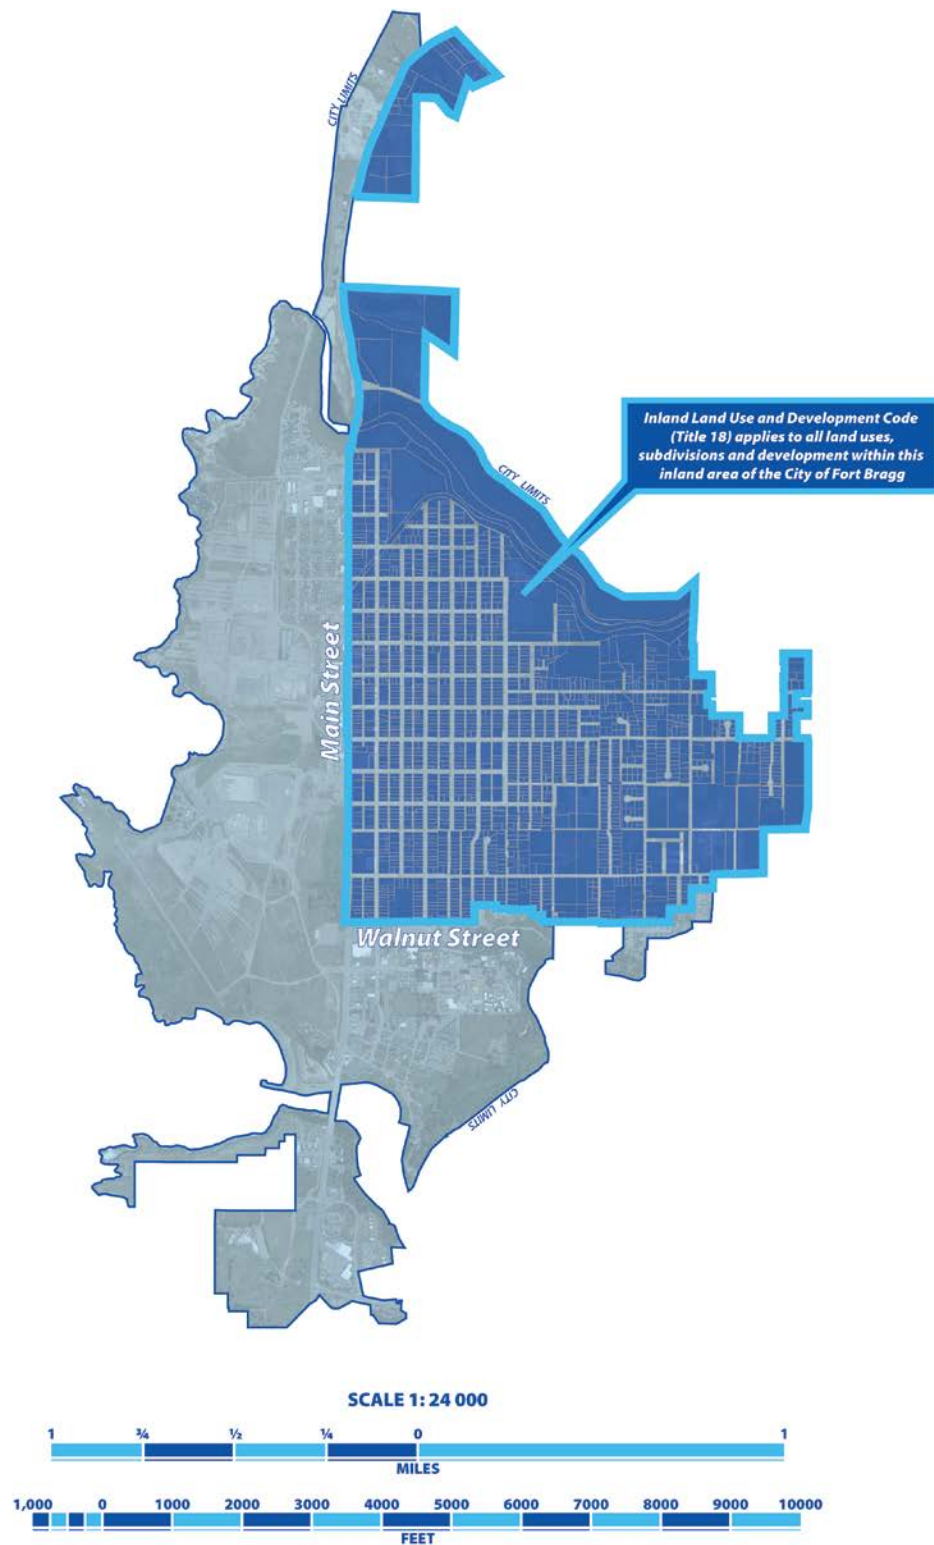 CITY LIMITS
Inland Land Use and Development Code
(Title 18) applies to all land uses,
subdivisions and development within this
inland area of the City of Fort Bragg
CITY LIMITS
Main Street
Walnut Street
CITY LIMITS
SCALE 1: 24 000
1 ¾ ½ ¼ 0 1
MILES
1,000 0 1000 2000 3000 4000 5000 6000 7000 8000 9000 10000
FEET